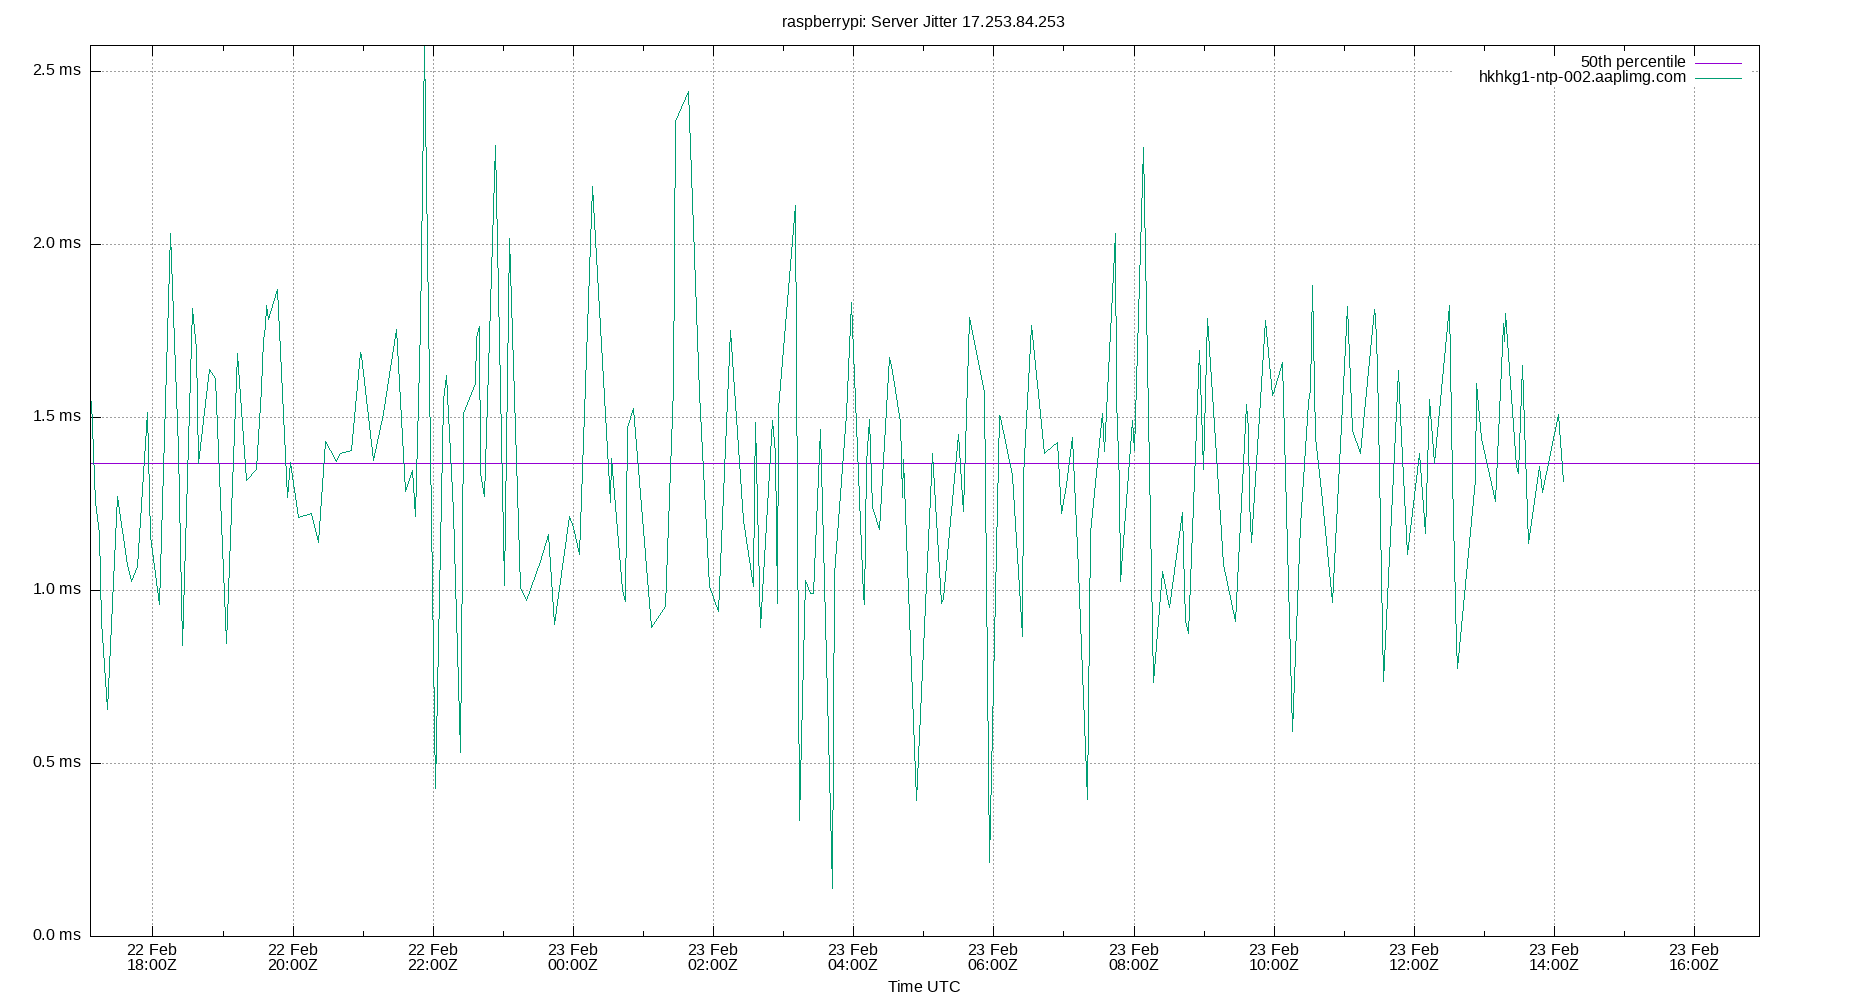 raspberrypi: Server Jitter 17.253.84.253
50th percentile
hkhkg1-ntp-002.aaplimg.com
2.5 ms
2.0 ms
1.5 ms
1.0 ms
0.5 ms
0.0 ms
22 Feb 22 Feb 22 Feb 23 Feb 23 Feb 23 Feb 23 Feb 23 Feb 23 Feb 23 Feb 23 Feb 23 Feb
18:00Z 20:00Z 22:00Z 00:00Z 02:00Z 04:00Z 06:00Z 08:00Z 10:00Z 12:00Z 14:00Z 16:00Z
Time UTC